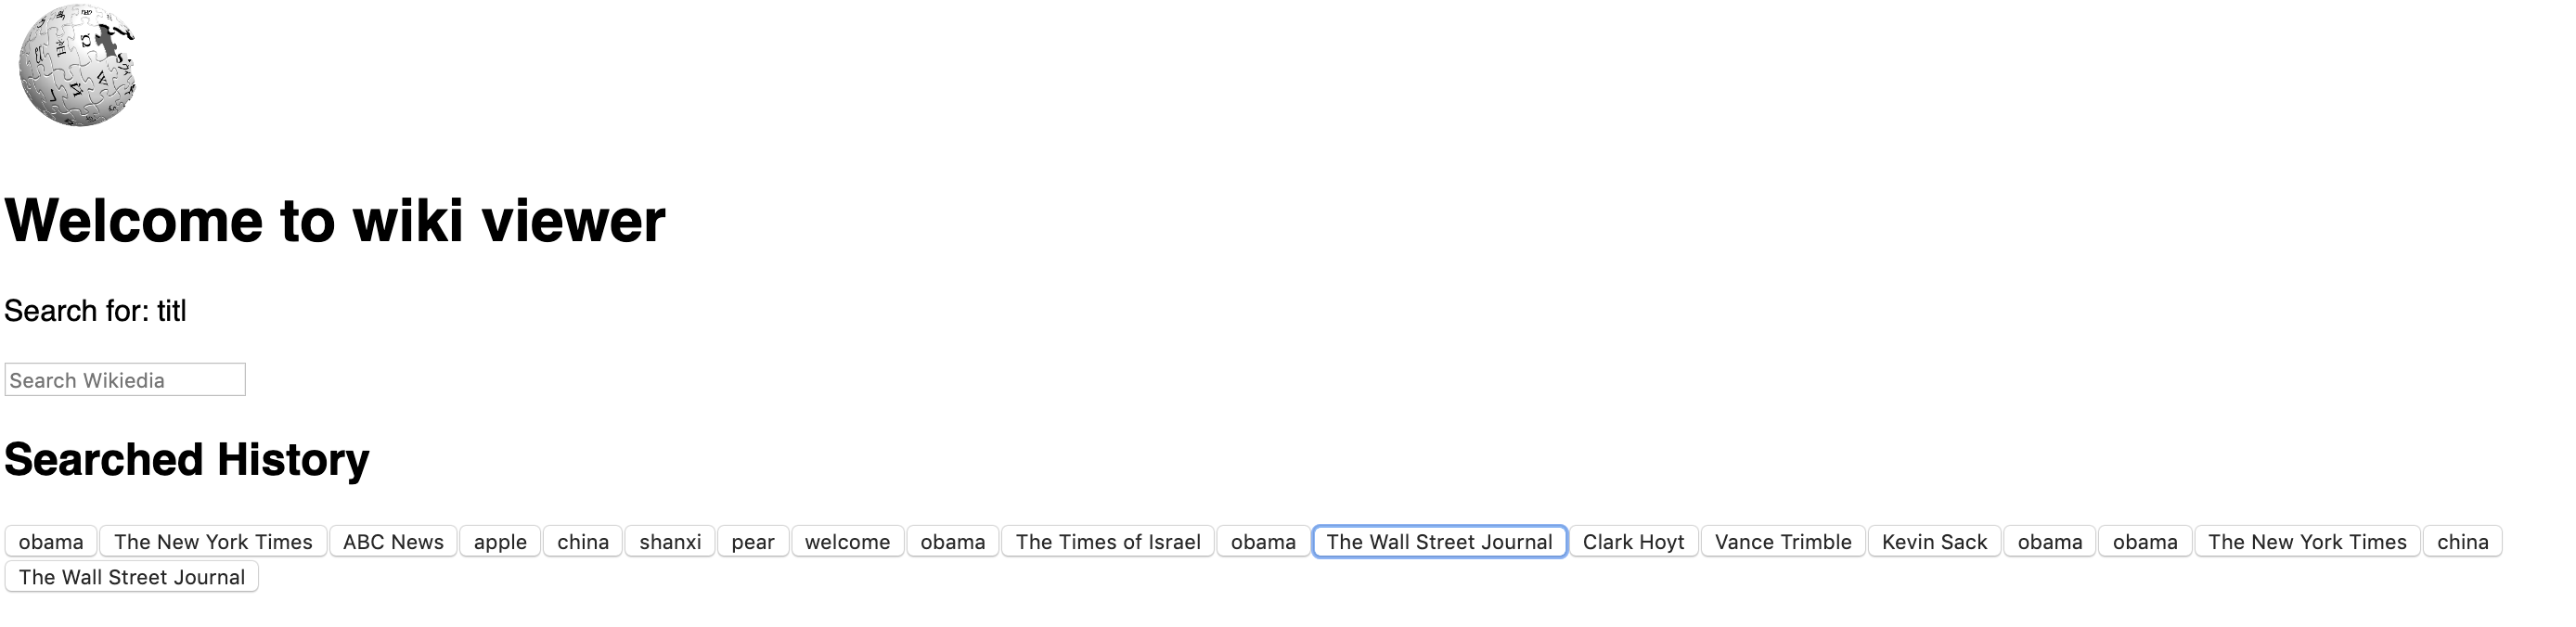 Welcome to wiki viewer
Search for: titl
Search Wikiedia
Searched History
obama The New York Times ABC News apple china shanxi pear welcome obama The Times of Israel obama The Wall Street Journal Clark Hoyt Vance Trimble Kevin Sack obama obama The New York Times china
The Wall Street Journal